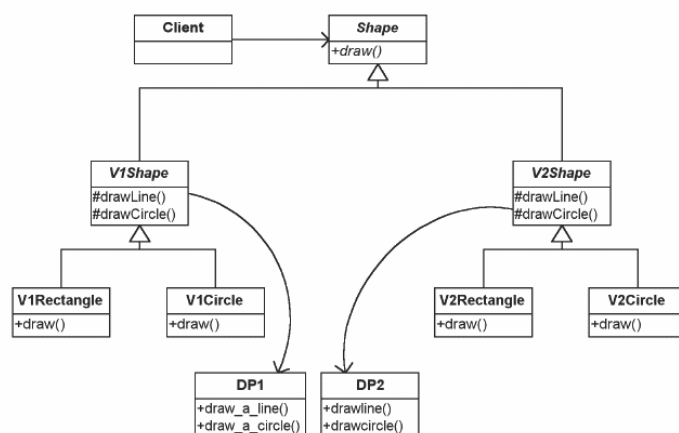 Client
Shape
+draw()
V1Shape
#drawLine()
#drawCircle()
V2Shape
#drawLine()
#drawCircle()
V1Rectangle
+draw()
V1Circle
+draw()
V2Rectangle
+draw()
V2Circle
+draw()
DP1
+draw_a_line()
+draw_a_circle()
DP2
+drawline()
+drawcircle()